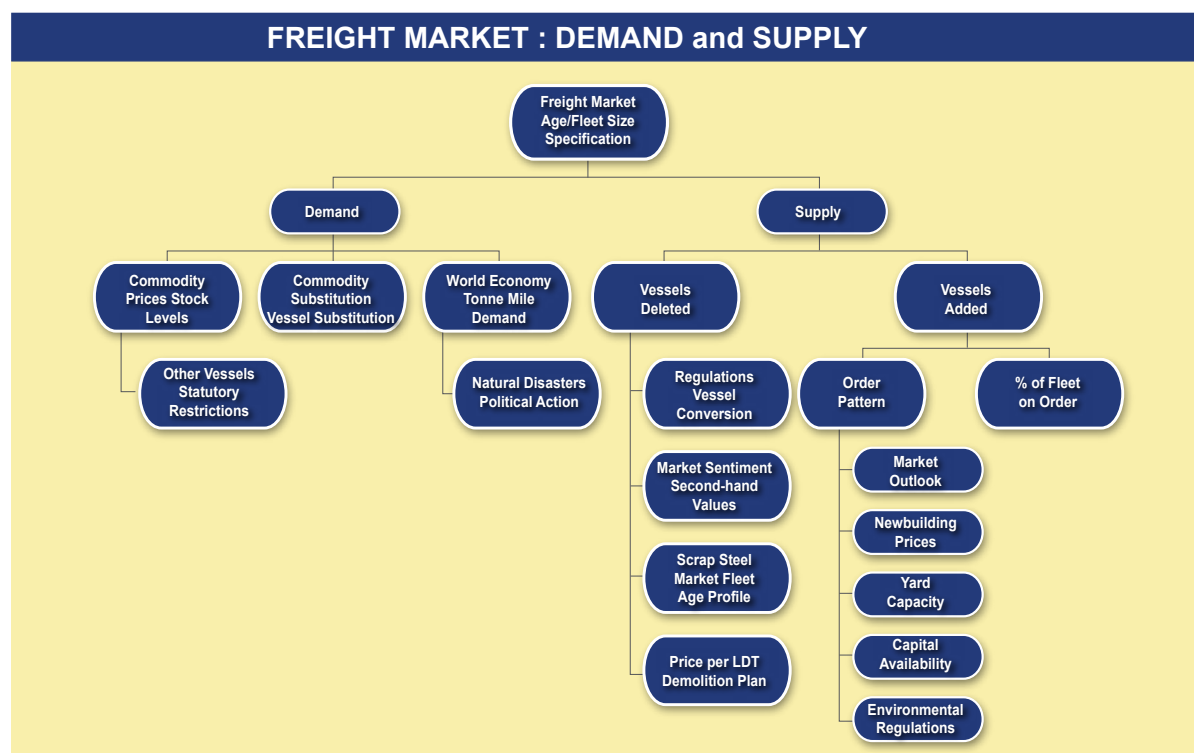 FREIGHT MARKET : DEMAND and SUPPLY
Freight Market
Age/Fleet Size
Specification
Demand
Supply
Commodity
Prices Stock
Levels
Commodity
Substitution
Vessel Substitution
World Economy
Tonne Mile
Demand
Vessels
Deleted
Vessels
Added
Other Vessels
Statutory
Restrictions
Natural Disasters
Political Action
Regulations
Vessel
Conversion
Order
Pattern
% of Fleet
on Order
Market Sentiment
Second-hand
Values
Scrap Steel
Market Fleet
Age Profile
Price per LDT
Demolition Plan
Market
Outlook
Newbuilding
Prices
Yard
Capacity
Capital
Availability
Environmental
Regulations